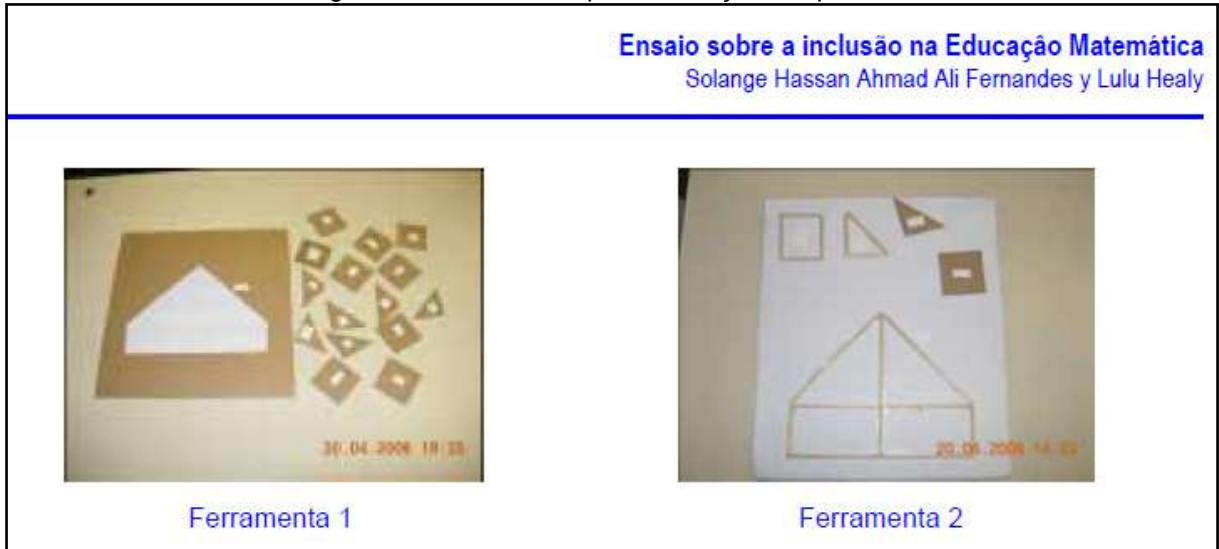 Ensaio sobre a inclusão na Educação Matemática
Solange Hassan Ahmad Ali Fernandes y Lulu Healy
Ferramenta 1
Ferramenta 2